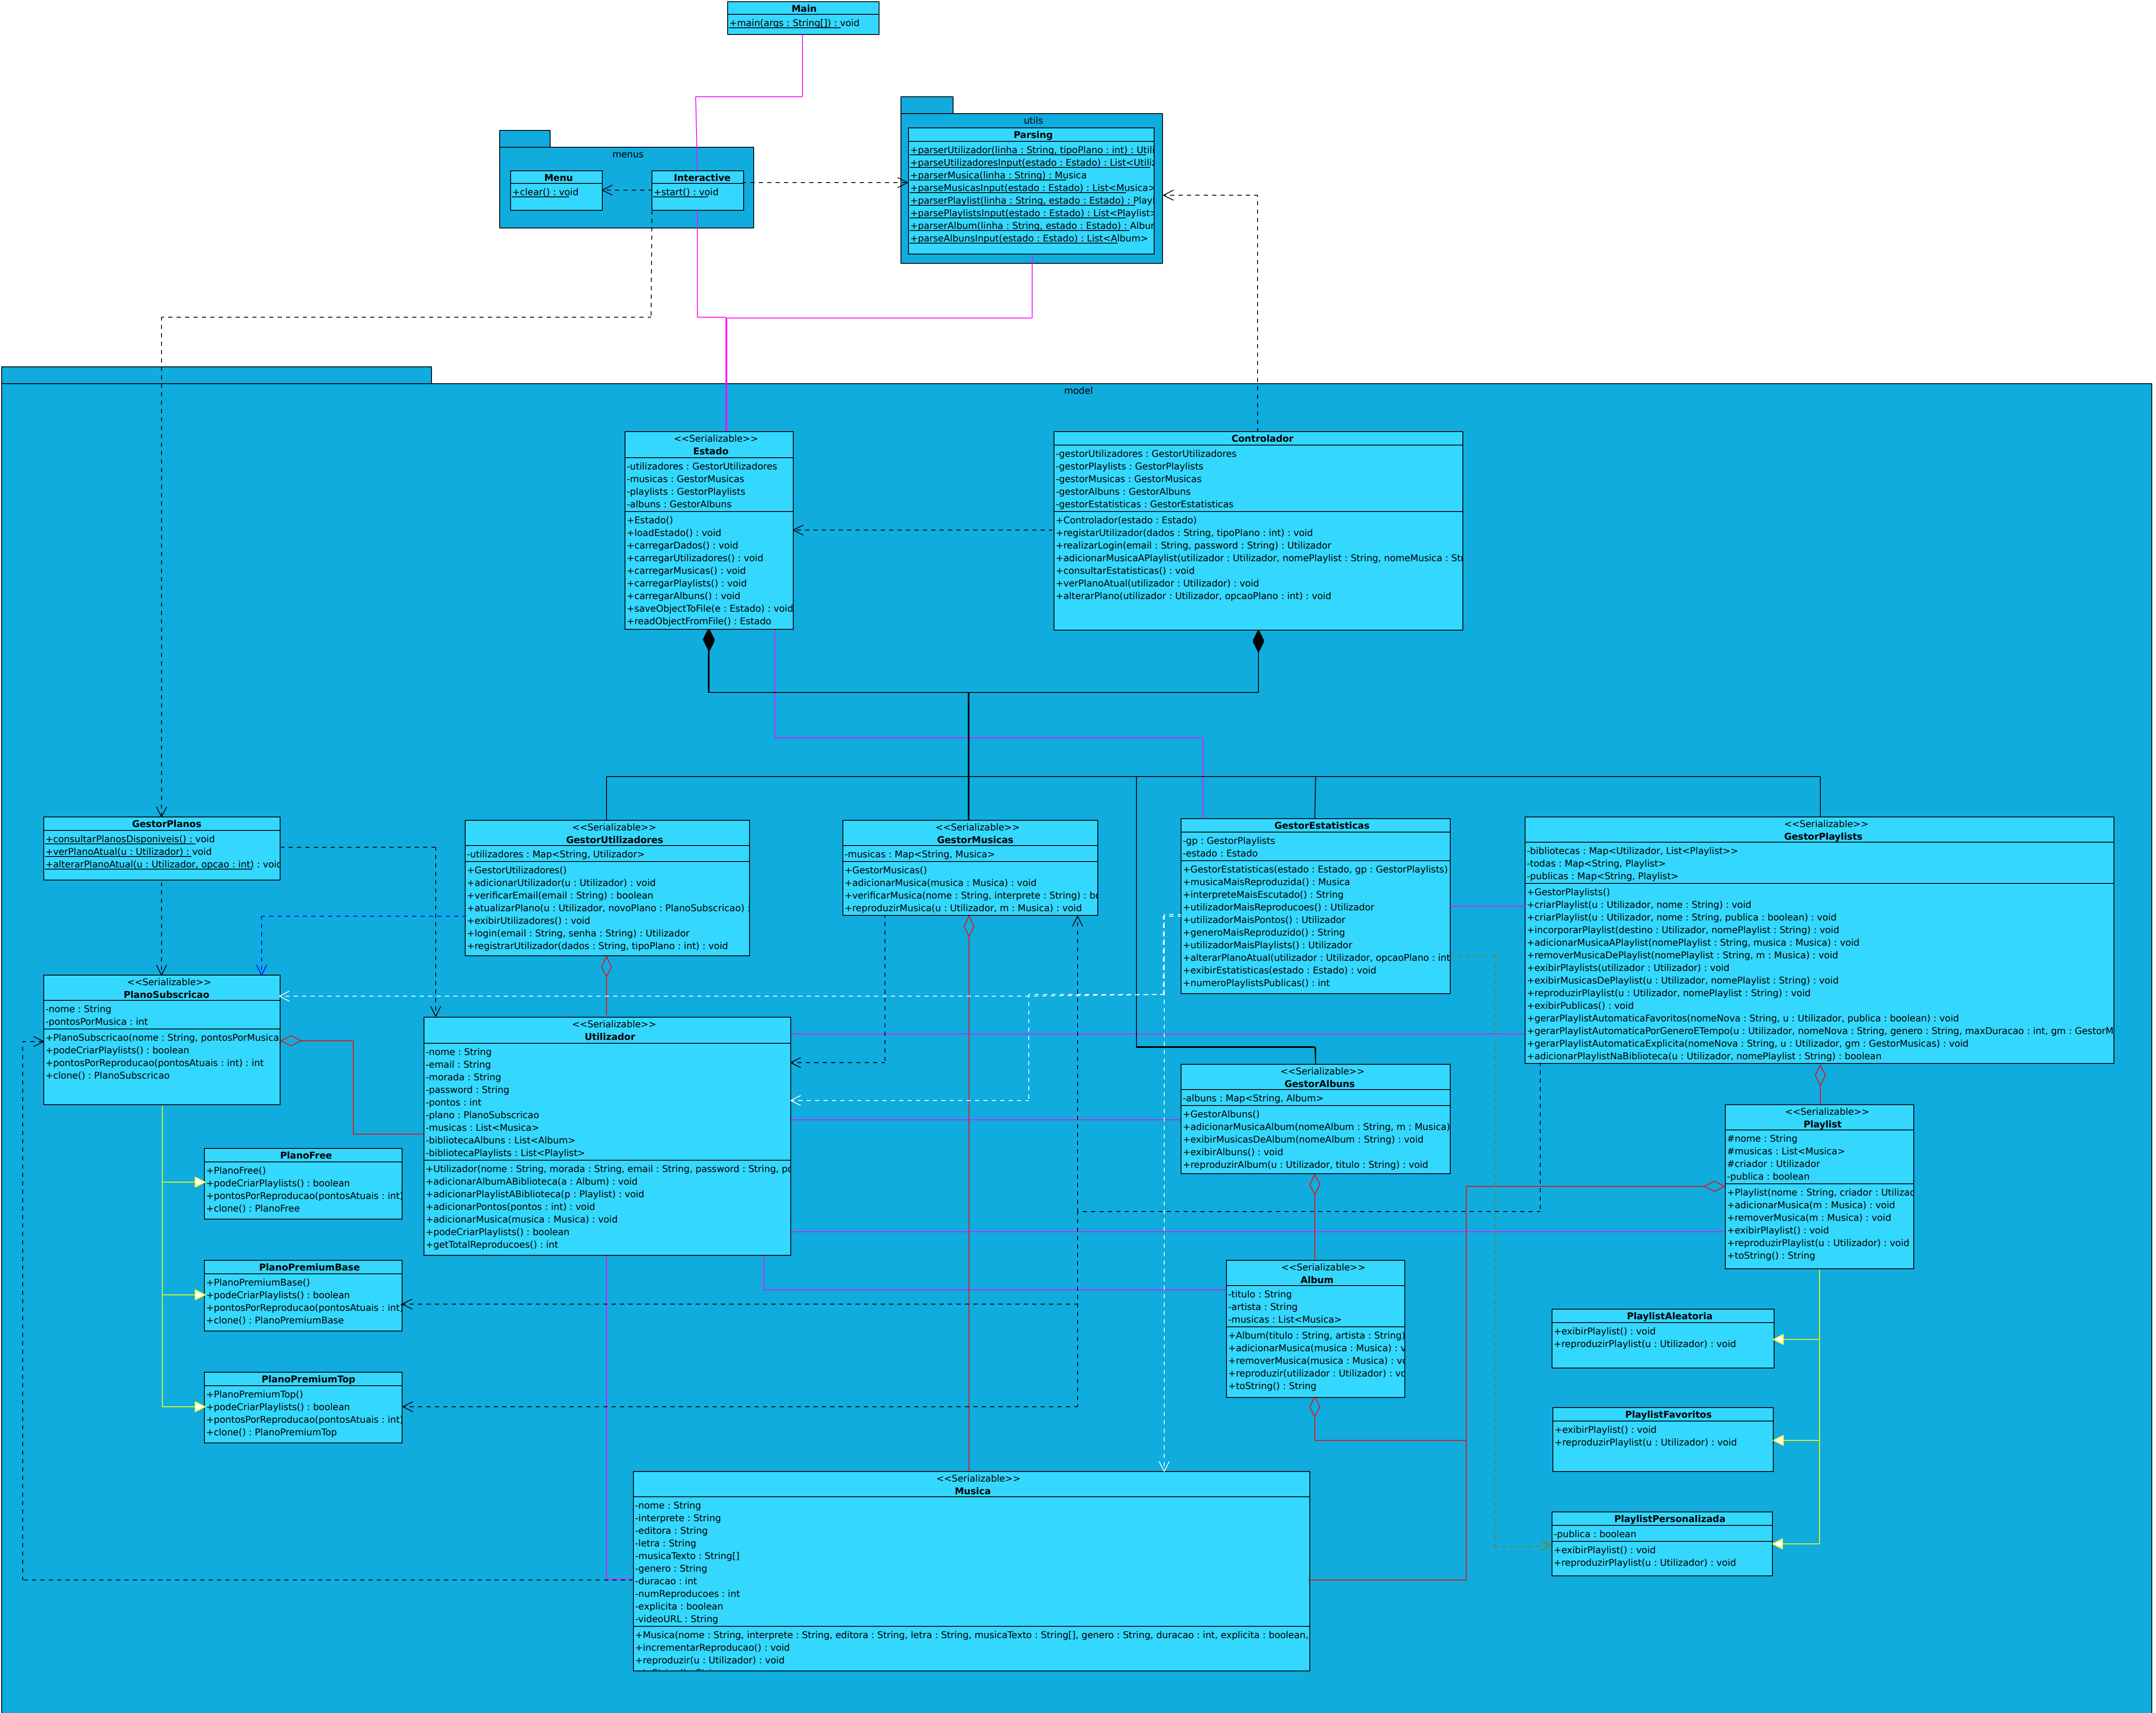 Main
+main(args : String[]) : void
utils
Parsing
+parserUtilizador(linha : String, tipoPlano : int) : Utili
+parseUtilizadoresInput(estado : Estado) : List<Utiliz
+parserMusica(linha : String) : Musica
+parseMusicasInput(estado : Estado) : List<Musica>
+parserPlaylist(linha : String, estado : Estado) : Playl
+parsePlaylistsInput(estado : Estado) : List<Playlist>
+parserAlbum(linha : String, estado : Estado) : Albun
+parseAlbunsInput(estado : Estado) : List<Album>
menus
Menu
+clear() : void
Interactive
+start() : void
model
<<Serializable>>
Estado
-utilizadores : GestorUtilizadores
-musicas : GestorMusicas
-playlists : GestorPlaylists
-albuns : GestorAlbuns
+Estado()
+loadEstado() : void
+carregarDados() : void
+carregarUtilizadores() : void
+carregarMusicas() : void
+carregarPlaylists() : void
+carregarAlbuns() : void
+saveObjectToFile(e : Estado) : void
+readObjectFromFile() : Estado
Controlador
-gestorUtilizadores : GestorUtilizadores
-gestorPlaylists : GestorPlaylists
-gestorMusicas : GestorMusicas
-gestorAlbuns : GestorAlbuns
-gestorEstatisticas : GestorEstatisticas
+Controlador(estado : Estado)
+registarUtilizador(dados : String, tipoPlano : int) : void
+realizarLogin(email : String, password : String) : Utilizador
+adicionarMusicaAPlaylist(utilizador : Utilizador, nomePlaylist : String, nomeMusica : Str
+consultarEstatisticas() : void
+verPlanoAtual(utilizador : Utilizador) : void
+alterarPlano(utilizador : Utilizador, opcaoPlano : int) : void
GestorPlanos
+consultarPlanosDisponiveis() : void
+verPlanoAtual(u : Utilizador) : void
+alterarPlanoAtual(u : Utilizador, opcao : int) : void
<<Serializable>>
GestorUtilizadores
-utilizadores : Map<String, Utilizador>
+GestorUtilizadores()
+adicionarUtilizador(u : Utilizador) : void
+verificarEmail(email : String) : boolean
+atualizarPlano(u : Utilizador, novoPlano : PlanoSubscricao) :
+exibirUtilizadores() : void
+login(email : String, senha : String) : Utilizador
+registrarUtilizador(dados : String, tipoPlano : int) : void
<<Serializable>>
GestorMusicas
-musicas : Map<String, Musica>
+GestorMusicas()
+adicionarMusica(musica : Musica) : void
+verificarMusica(nome : String, interprete : String) : bo
+reproduzirMusica(u : Utilizador, m : Musica) : void
GestorEstatisticas
-gp : GestorPlaylists
-estado : Estado
+GestorEstatisticas(estado : Estado, gp : GestorPlaylists)
+musicaMaisReproduzida() : Musica
+interpreteMaisEscutado() : String
+utilizadorMaisReproducoes() : Utilizador
+utilizadorMaisPontos() : Utilizador
+generoMaisReproduzido() : String
+utilizadorMaisPlaylists() : Utilizador
+alterarPlanoAtual(utilizador : Utilizador, opcaoPlano : int
+exibirEstatisticas(estado : Estado) : void
+numeroPlaylistsPublicas() : int
<<Serializable>>
GestorPlaylists
-bibliotecas : Map<Utilizador, List<Playlist>>
-todas : Map<String, Playlist>
-publicas : Map<String, Playlist>
+GestorPlaylists()
+criarPlaylist(u : Utilizador, nome : String) : void
+criarPlaylist(u : Utilizador, nome : String, publica : boolean) : void
+incorporarPlaylist(destino : Utilizador, nomePlaylist : String) : void
+adicionarMusicaAPlaylist(nomePlaylist : String, musica : Musica) : void
+removerMusicaDePlaylist(nomePlaylist : String, m : Musica) : void
+exibirPlaylists(utilizador : Utilizador) : void
+exibirMusicasDePlaylist(u : Utilizador, nomePlaylist : String) : void
+reproduzirPlaylist(u : Utilizador, nomePlaylist : String) : void
+exibirPublicas() : void
+gerarPlaylistAutomaticaFavoritos(nomeNova : String, u : Utilizador, publica : boolean) : void
+gerarPlaylistAutomaticaPorGeneroETempo(u : Utilizador, nomeNova : String, genero : String, maxDuracao : int, gm : GestorM
+gerarPlaylistAutomaticaExplicita(nomeNova : String, u : Utilizador, gm : GestorMusicas) : void
+adicionarPlaylistNaBiblioteca(u : Utilizador, nomePlaylist : String) : boolean
<<Serializable>>
PlanoSubscricao
-nome : String
-pontosPorMusica : int
+PlanoSubscricao(nome : String, pontosPorMusica
+podeCriarPlaylists() : boolean
+pontosPorReproducao(pontosAtuais : int) : int
+clone() : PlanoSubscricao
<<Serializable>>
Utilizador
-nome : String
-email : String
-morada : String
-password : String
-pontos : int
-plano : PlanoSubscricao
-musicas : List<Musica>
-bibliotecaAlbuns : List<Album>
-bibliotecaPlaylists : List<Playlist>
+Utilizador(nome : String, morada : String, email : String, password : String, po
+adicionarAlbumABiblioteca(a : Album) : void
+adicionarPlaylistABiblioteca(p : Playlist) : void
+adicionarPontos(pontos : int) : void
+adicionarMusica(musica : Musica) : void
+podeCriarPlaylists() : boolean
+getTotalReproducoes() : int
<<Serializable>>
GestorAlbuns
-albuns : Map<String, Album>
+GestorAlbuns()
+adicionarMusicaAlbum(nomeAlbum : String, m : Musica)
+exibirMusicasDeAlbum(nomeAlbum : String) : void
+exibirAlbuns() : void
+reproduzirAlbum(u : Utilizador, titulo : String) : void
<<Serializable>>
Playlist
#nome : String
#musicas : List<Musica>
#criador : Utilizador
-publica : boolean
+Playlist(nome : String, criador : Utilizad
+adicionarMusica(m : Musica) : void
+removerMusica(m : Musica) : void
+exibirPlaylist() : void
+reproduzirPlaylist(u : Utilizador) : void
+toString() : String
PlanoFree
+PlanoFree()
+podeCriarPlaylists() : boolean
+pontosPorReproducao(pontosAtuais : int)
+clone() : PlanoFree
PlanoPremiumBase
+PlanoPremiumBase()
+podeCriarPlaylists() : boolean
+pontosPorReproducao(pontosAtuais : int)
+clone() : PlanoPremiumBase
PlanoPremiumTop
+PlanoPremiumTop()
+podeCriarPlaylists() : boolean
+pontosPorReproducao(pontosAtuais : int)
+clone() : PlanoPremiumTop
<<Serializable>>
Album
-titulo : String
-artista : String
-musicas : List<Musica>
+Album(titulo : String, artista : String)
+adicionarMusica(musica : Musica) : v
+removerMusica(musica : Musica) : vo
+reproduzir(utilizador : Utilizador) : vo
+toString() : String
PlaylistAleatoria
+exibirPlaylist() : void
+reproduzirPlaylist(u : Utilizador) : void
PlaylistFavoritos
+exibirPlaylist() : void
+reproduzirPlaylist(u : Utilizador) : void
PlaylistPersonalizada
-publica : boolean
+exibirPlaylist() : void
+reproduzirPlaylist(u : Utilizador) : void
<<Serializable>>
Musica
-nome : String
-interprete : String
-editora : String
-letra : String
-musicaTexto : String[]
-genero : String
-duracao : int
-numReproducoes : int
-explicita : boolean
-videoURL : String
+Musica(nome : String, interprete : String, editora : String, letra : String, musicaTexto : String[], genero : String, duracao : int, explicita : boolean,
+incrementarReproducao() : void
+reproduzir(u : Utilizador) : void